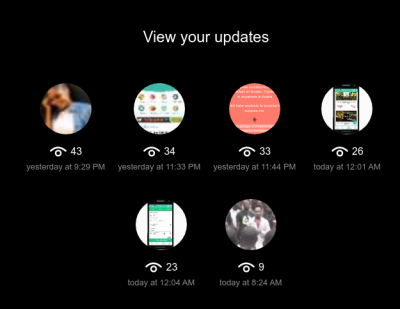 View your updates
43
34
33
26
yesterday at 9:29 PM
yesterday at 11:33 PM
yesterday at 11:44 PM
today at 12:01 AM
23
9
today at 12:04 AM
today at 8:24 AM